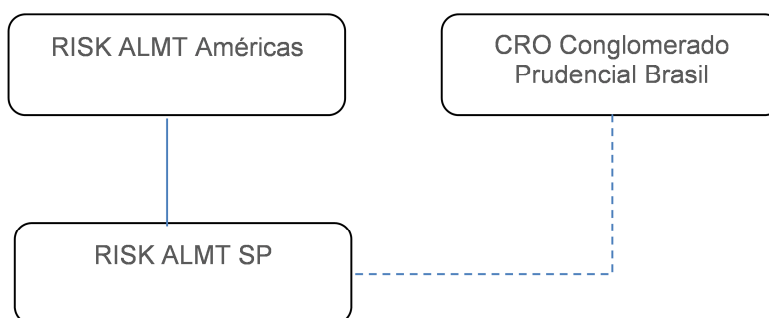 RISK ALMT Américas
CRO Conglomerado
Prudencial Brasil
RISK ALMT SP